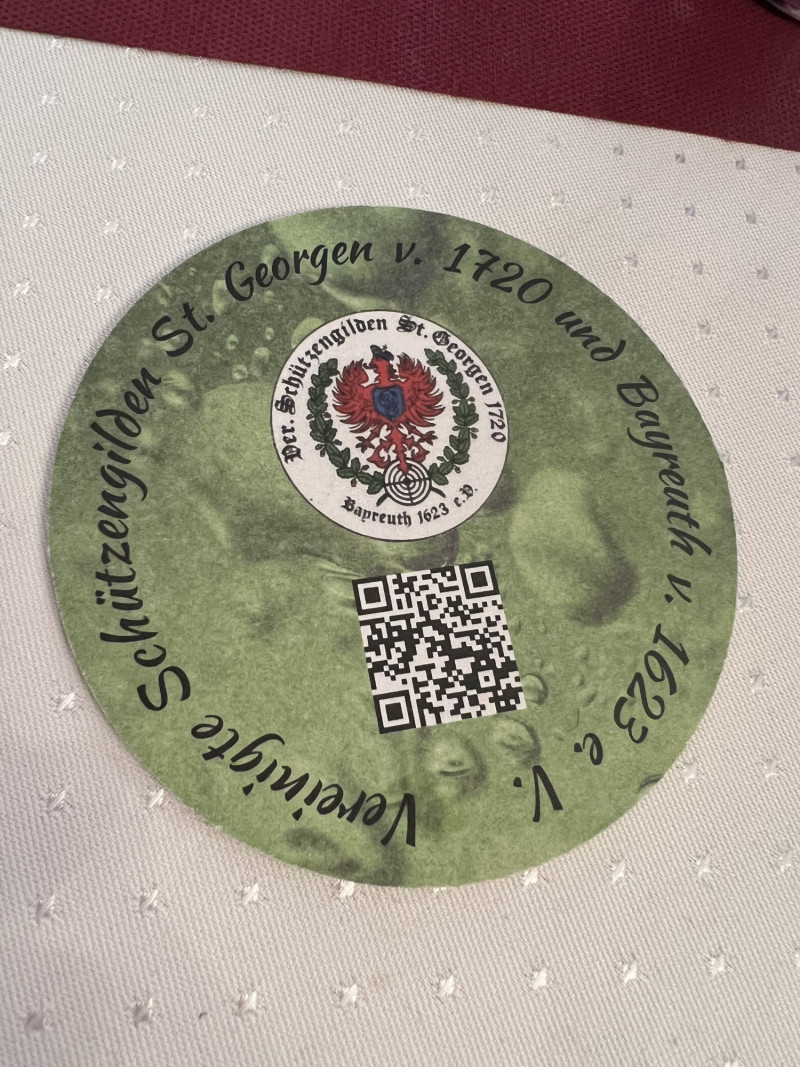 Vereinigte Schützengilden St. Georgen v. 1720 und Bayreuth v. 1623 e. V.
Ver. Schützengilden St. Georgen 1720
Bayreuth 1623 e.V.